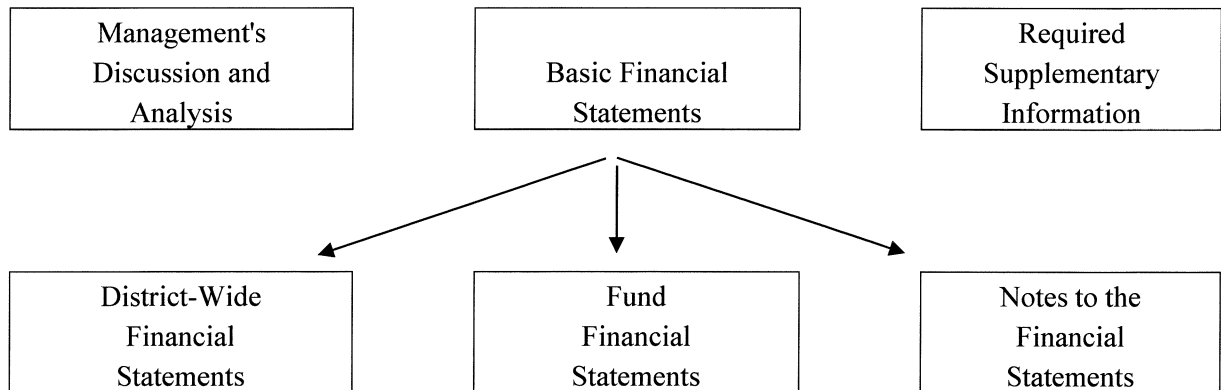 Management's
Discussion and
Analysis
Basic Financial
Statements
Required
Supplementary
Information
District-Wide
Financial
Statements
Fund
Financial
Statements
Notes to the
Financial
Statements